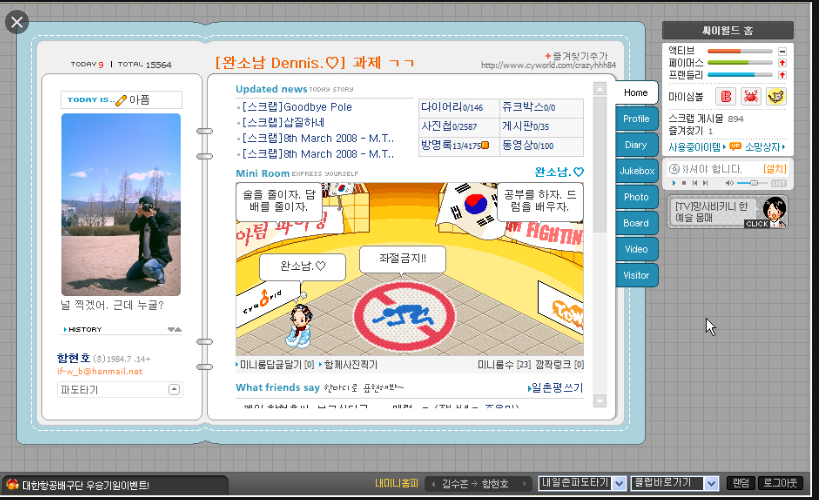 TODAY 9 | TOTAL 15564
[완소남 Dennis.♡] 과제 ㄱㄱ
+즐겨찾기추가
http://www.cyworld.com/crazyhhh84
싸이월드 홈
액티브
페이머스
프랜들리
마이심볼
스크랩 게시물 894
즐겨찾기 1
사용중아이템 UP 소망상자
하셔야 합니다. [설치]
[TV]망사비키니 한
예슬 몸매
CLICK
TODAY IS.. 아픔
널 찍겠어. 근데 누굴?
HISTORY
함현호 (♂)1984.7 .14+
if-w_b@hanmail.net
파도타기
Updated news TODAY STORY
[스크랩]Goodbye Pole
[스크랩]삽질하네
[스크랩]8th March 2008 - M.T..
[스크랩]8th March 2008 - M.T..
다이어리0/146 쥬크박스0/0
사진첩0/2587 게시판0/35
방명록13/4175 동영상0/100
Mini Room EXPRESS YOURSELF 완소남.♡
술을 줄이자. 담
배를 줄이자.
공부를 하자. 드
럼을 배우자.
아팀 파이팅
FIGHTIN
완소남.♡
좌절금지!!
cyworld
미니룸답글달기 [0] 함께사진찍기 미니룸수 [23] 깜짝링크 [0]
What friends say 한마디로 표현해봐~ 일촌평쓰기
Home
Profile
Diary
Jukebox
Photo
Board
Video
Visitor
대한항공배구단 우승기원이벤트!
내미니홈피
김수흔 → 함현호
내일촌파도타기
클럽바로가기
랜덤
로그아웃